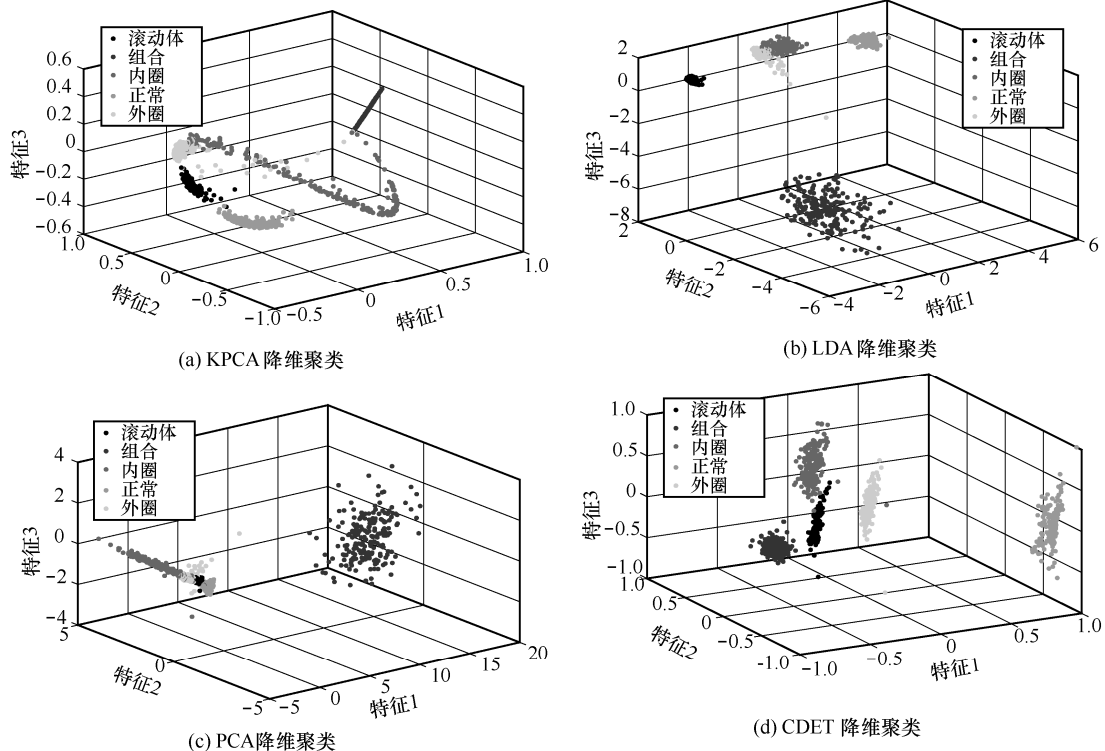 滚动体
组合
内圈
正常
外圈
0.6
0.4
0.2
0
−0.2
−0.4
−0.6
特征3
1.0
0.5
0
−0.5
−1.0
特征2
−0.5
0
0.5
1.0
特征1
(a) KPCA 降维聚类
滚动体
组合
内圈
正常
外圈
2
0
−2
−4
−6
−8
特征3
2
0
−2
−4
−6
特征2
−4
−2
0
2
4
6
特征1
(b) LDA 降维聚类
滚动体
组合
内圈
正常
外圈
4
2
0
−2
−4
特征3
5
0
−5
特征2
−5
0
5
10
15
20
特征1
(c) PCA降维聚类
滚动体
组合
内圈
正常
外圈
1.0
0.5
0
−0.5
−1.0
特征3
1.0
0.5
0
−0.5
−1.0
特征2
−1.0
−0.5
0
0.5
1.0
特征1
(d) CDET 降维聚类